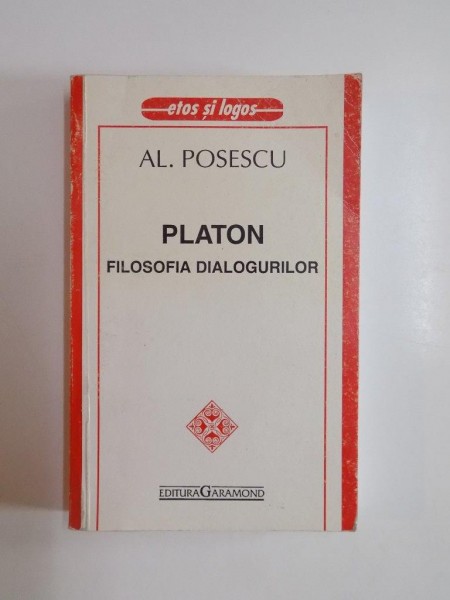 etos și logos
AL. POSESCU
PLATON
FILOSOFIA DIALOGURILOR
EDITURA GARAMOND